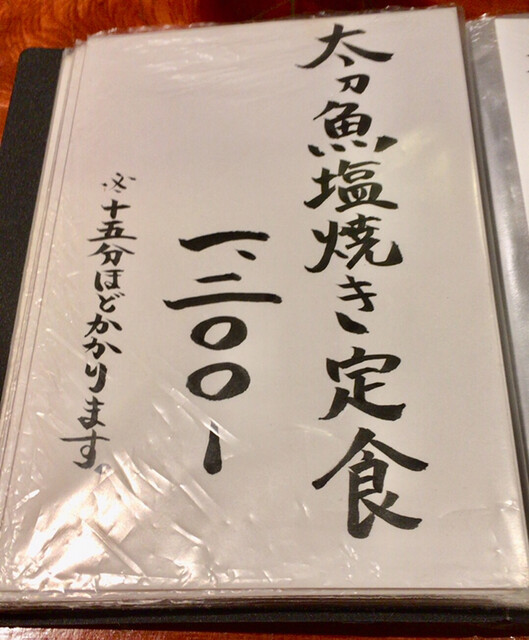 太刀魚塩焼き定食
一、二〇〇ー
※十五分ほどかかります。